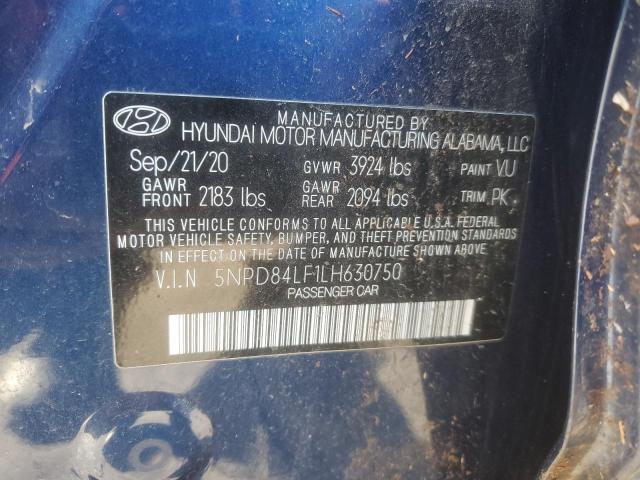 MANUFACTURED BY
HYUNDAI MOTOR MANUFACTURING ALABAMA, LLC
Sep/21/20 GVWR 3924 lbs PAINT VU
GAWR FRONT 2183 lbs GAWR REAR 2094 lbs TRIM PK
THIS VEHICLE CONFORMS TO ALL APPLICABLE U.S.A. FEDERAL
MOTOR VEHICLE SAFETY, BUMPER, AND THEFT PREVENTION STANDARDS
IN EFFECT ON THE DATE OF MANUFACTURE SHOWN ABOVE.
V.I.N 5NPD84LF1LH630750
PASSENGER CAR